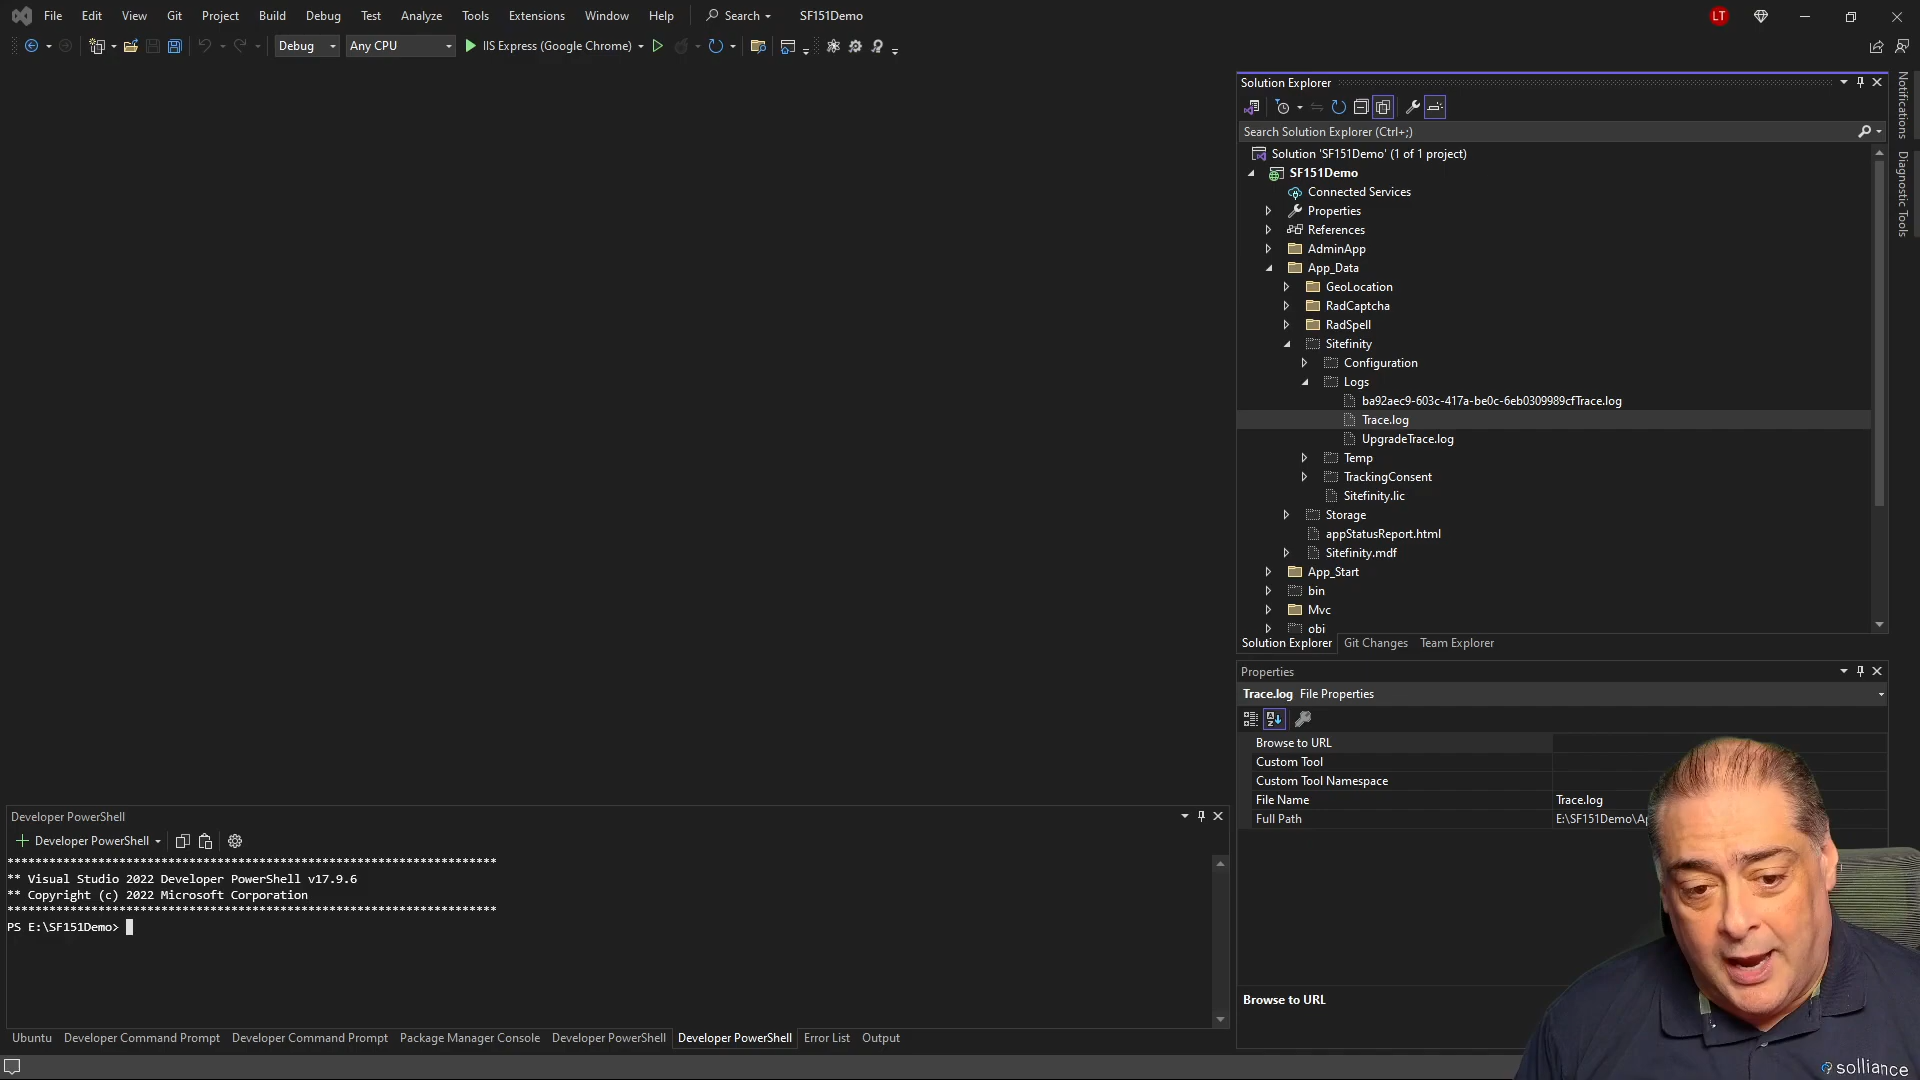 File Edit View Git Project Build Debug Test Analyze Tools Extensions Window Help Search SF151Demo LT
Debug Any CPU IIS Express (Google Chrome)
Solution Explorer
Search Solution Explorer (Ctrl+;)
Solution 'SF151Demo' (1 of 1 project)
SF151Demo
Connected Services
Properties
References
AdminApp
App_Data
GeoLocation
RadCaptcha
RadSpell
Sitefinity
Configuration
Logs
ba92aec9-603c-417a-be0c-6eb0309989cfTrace.log
Trace.log
UpgradeTrace.log
Temp
TrackingConsent
Sitefinity.lic
Storage
appStatusReport.html
Sitefinity.mdf
App_Start
bin
Mvc
obj
Solution Explorer Git Changes Team Explorer
Notifications
Diagnostic Tools
Properties
Trace.log File Properties
Browse to URL
Custom Tool
Custom Tool Namespace
File Name Trace.log
Full Path E:\SF151Demo\Ap
Browse to URL
Developer PowerShell
Developer PowerShell
**********************************************************************
** Visual Studio 2022 Developer PowerShell v17.9.6
** Copyright (c) 2022 Microsoft Corporation
**********************************************************************
PS E:\SF151Demo>
Ubuntu Developer Command Prompt Developer Command Prompt Package Manager Console Developer PowerShell Developer PowerShell Error List Output
solliance